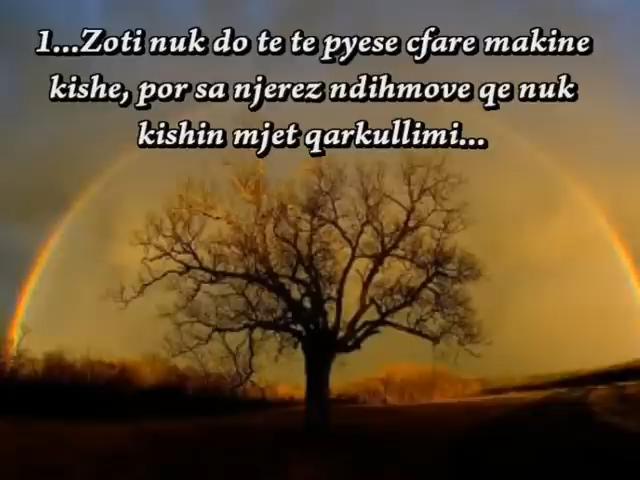 1...Zoti nuk do te te pyese cfare makine
kishe, por sa njerez ndihmove qe nuk
kishin mjet qarkullimi...